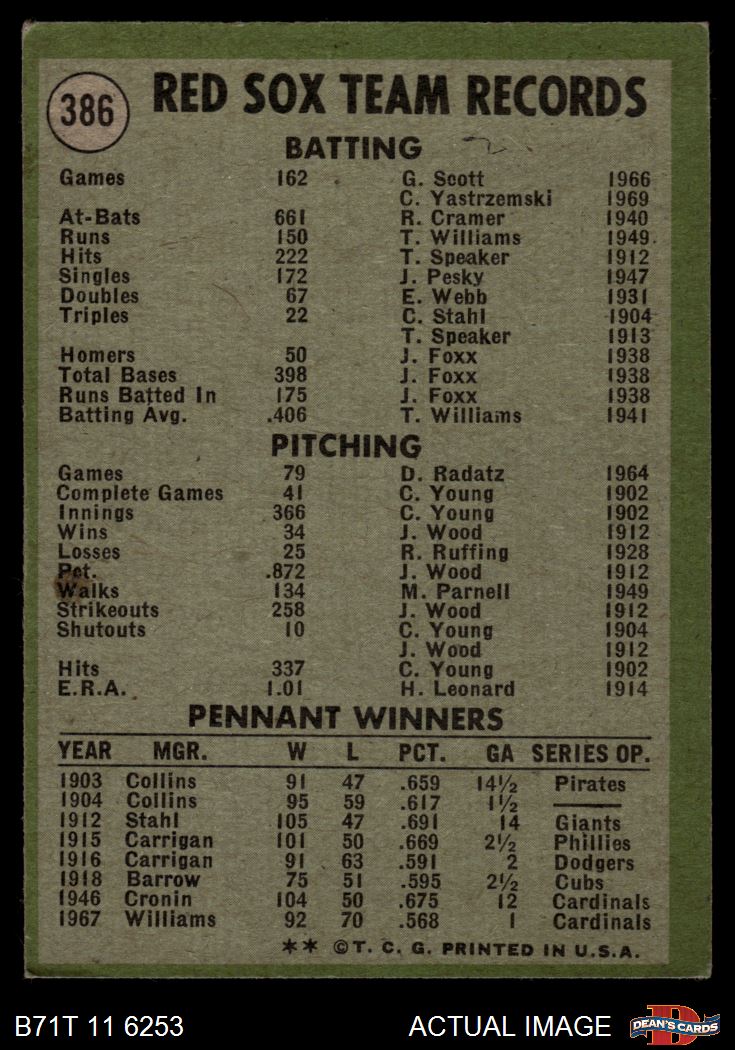 386
RED SOX TEAM RECORDS
BATTING
Games 162 G. Scott 1966
C. Yastrzemski 1969
At-Bats 661 R. Cramer 1940
Runs 150 T. Williams 1949
Hits 222 T. Speaker 1912
Singles 172 J. Pesky 1947
Doubles 67 E. Webb 1931
Triples 22 C. Stahl 1904
T. Speaker 1913
Homers 50 J. Foxx 1938
Total Bases 398 J. Foxx 1938
Runs Batted In 175 J. Foxx 1938
Batting Avg. .406 T. Williams 1941
PITCHING
Games 79 D. Radatz 1964
Complete Games 41 C. Young 1902
Innings 366 C. Young 1902
Wins 34 J. Wood 1912
Losses 25 R. Ruffing 1928
Pct. .872 J. Wood 1912
Walks 134 M. Parnell 1949
Strikeouts 258 J. Wood 1912
Shutouts 10 C. Young 1904
J. Wood 1912
Hits 337 C. Young 1902
E.R.A. 1.01 H. Leonard 1914
PENNANT WINNERS
YEAR MGR. W L PCT. GA SERIES OP.
1903 Collins 91 47 .659 14½ Pirates
1904 Collins 95 59 .617 1½ ———
1912 Stahl 105 47 .691 14 Giants
1915 Carrigan 101 50 .669 2½ Phillies
1916 Carrigan 91 63 .591 2 Dodgers
1918 Barrow 75 51 .595 2½ Cubs
1946 Cronin 104 50 .675 12 Cardinals
1967 Williams 92 70 .568 1 Cardinals
** ©T. C. G. PRINTED IN U.S.A.
B71T 11 6253 ACTUAL IMAGE
D
DEAN'S CARDS